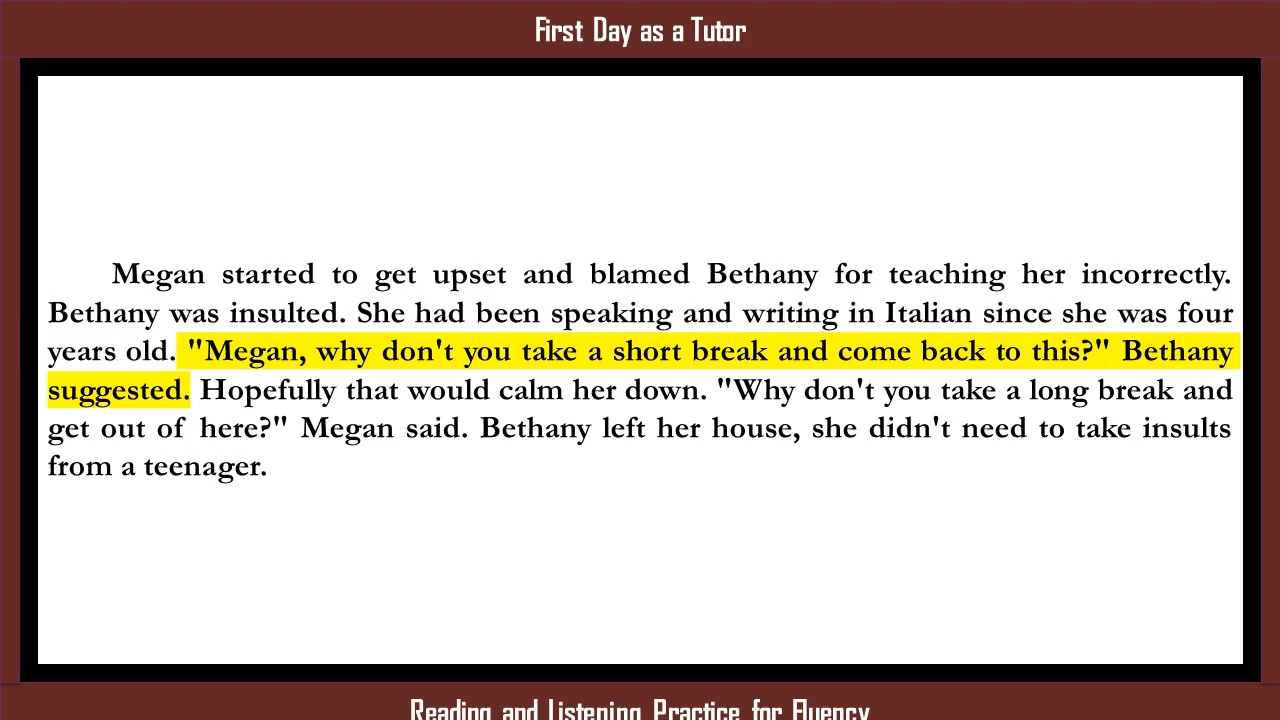 First Day as a Tutor
Megan started to get upset and blamed Bethany for teaching her incorrectly.
Bethany was insulted. She had been speaking and writing in Italian since she was four
years old. "Megan, why don't you take a short break and come back to this?" Bethany
suggested. Hopefully that would calm her down. "Why don't you take a long break and
get out of here?" Megan said. Bethany left her house, she didn't need to take insults
from a teenager.
Reading and Listening Practice for Fluency